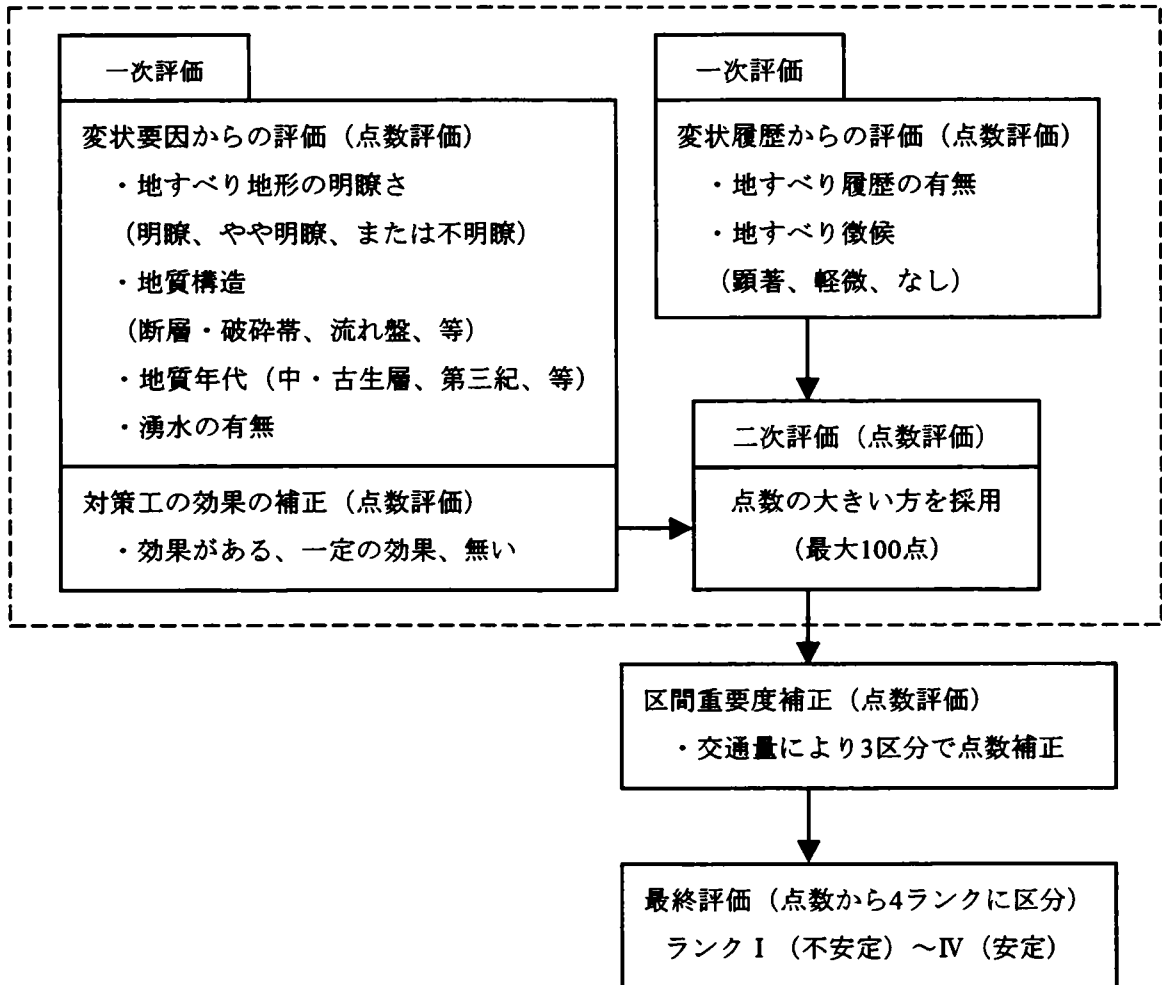 一次評価
変状要因からの評価（点数評価）
・地すべり地形の明瞭さ
（明瞭、やや明瞭、または不明瞭）
・地質構造
（断層・破砕帯、流れ盤、等）
・地質年代（中・古生層、第三紀、等）
・湧水の有無
対策工の効果の補正（点数評価）
・効果がある、一定の効果、無い
一次評価
変状履歴からの評価（点数評価）
・地すべり履歴の有無
・地すべり徴候
（顕著、軽微、なし）
二次評価（点数評価）
点数の大きい方を採用
（最大100点）
区間重要度補正（点数評価）
・交通量により3区分で点数補正
最終評価（点数から4ランクに区分）
ランクⅠ（不安定）～Ⅳ（安定）